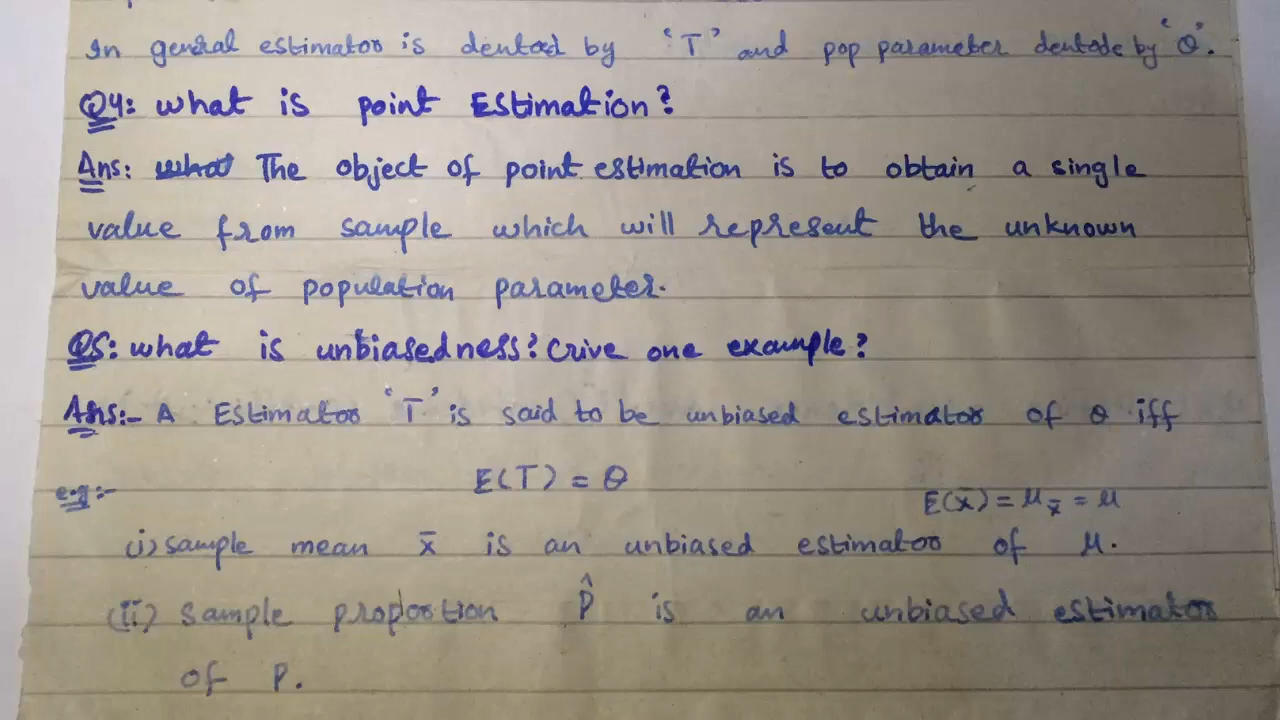 In genral estimator is dentoed by 'T' and pop parameter dentode by 'θ'.
Q4: what is point Estimation?
Ans: what The object of point estimation is to obtain a single
value from sample which will represent the unknown
value of population parameter.
Q5: what is unbiasedness? Give one example?
Ans:- A Estimator 'T' is said to be unbiased estimator of θ iff
E(T) = θ
e.g:-
E(x̄) = μx̄ = μ
(i) sample mean x̄ is an unbiased estimator of μ.
(ii) sample proportion p̂ is an unbiased estimator
of P.